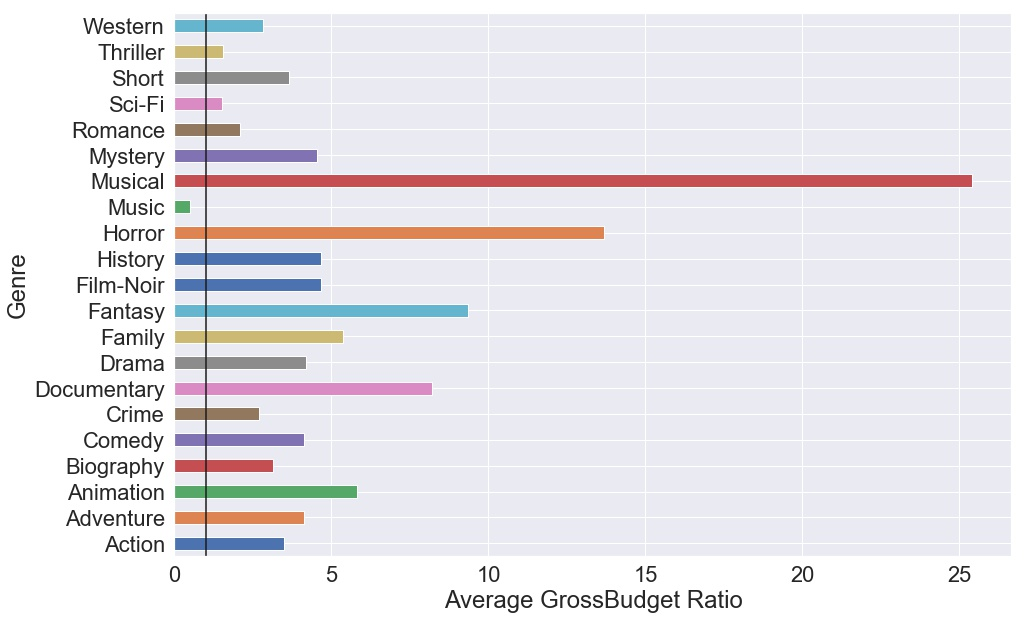 Western
Thriller
Short
Sci-Fi
Romance
Mystery
Musical
Music
Horror
History
Film-Noir
Fantasy
Family
Drama
Documentary
Crime
Comedy
Biography
Animation
Adventure
Action
Genre
0 5 10 15 20 25
Average GrossBudget Ratio